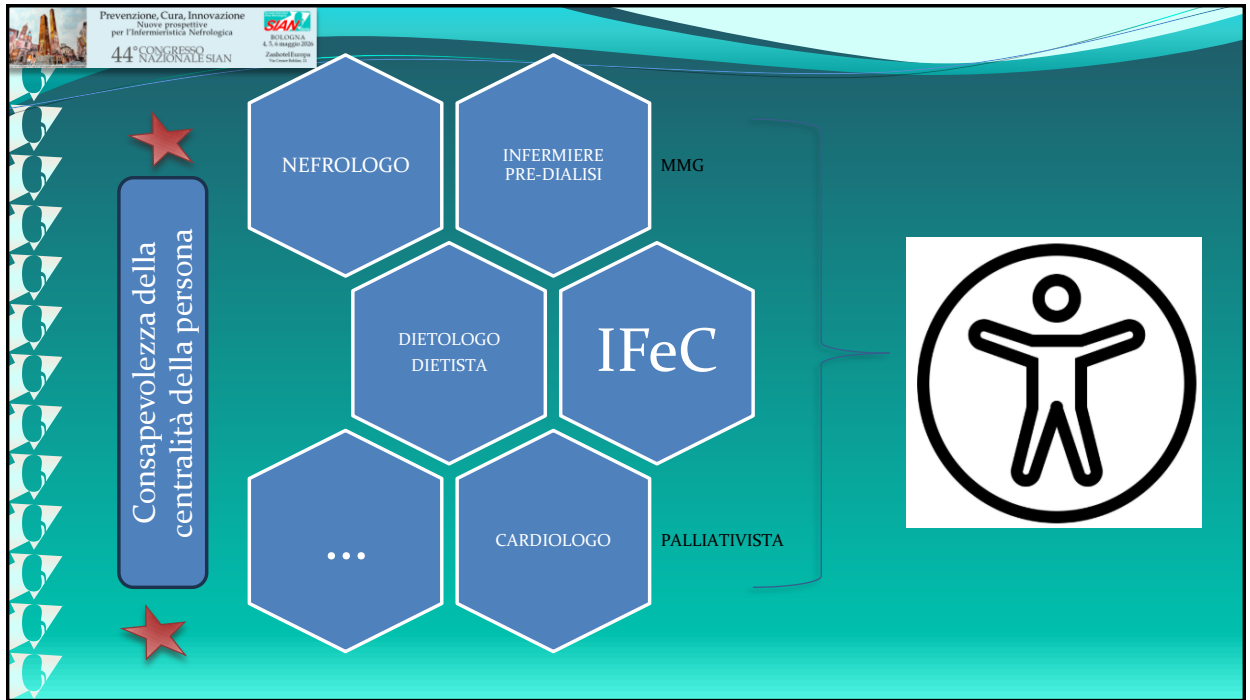 Prevenzione, Cura, Innovazione
Nuove prospettive
per l'Infermieristica Nefrologica
44° CONGRESSO
NAZIONALE SIAN
SIAN
BOLOGNA
4, 5, 6 maggio 2026
Zanhotel Europa
NEFROLOGO
INFERMIERE
PRE-DIALISI
MMG
Consapevolezza della
centralità della persona
DIETOLOGO
DIETISTA
IFeC
...
CARDIOLOGO
PALLIATIVISTA